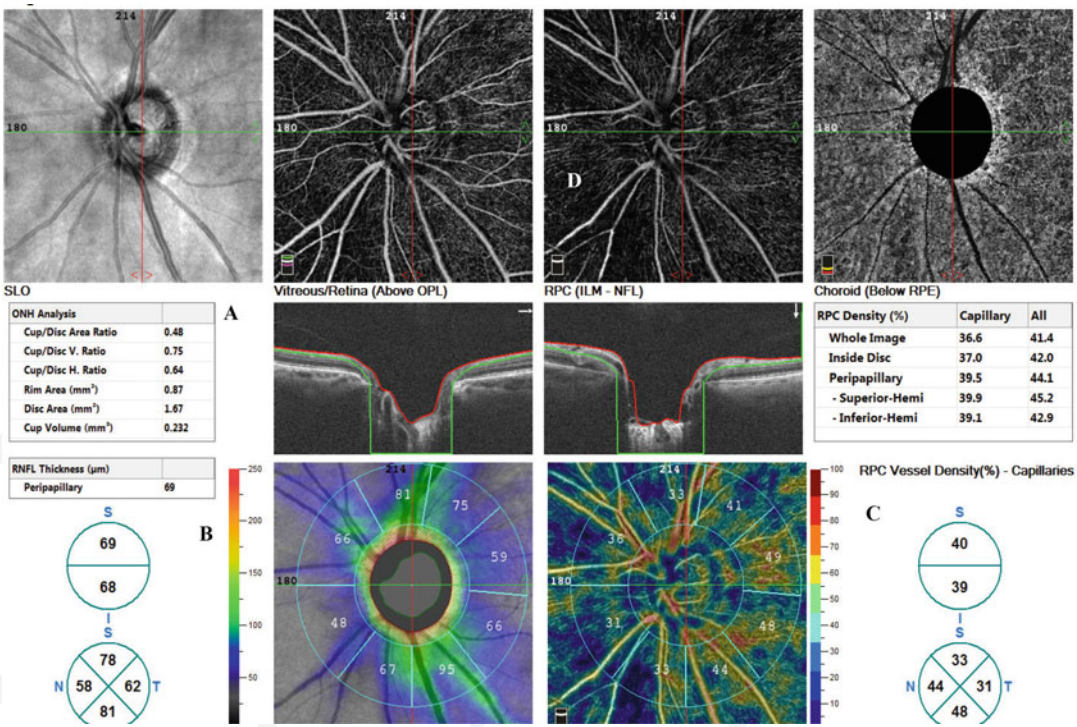 214
180
SLO
214
180
Vitreous/Retina (Above OPL)
214
180
D
RPC (ILM - NFL)
214
180
Choroid (Below RPE)
A
ONH Analysis
Cup/Disc Area Ratio 0.48
Cup/Disc V. Ratio 0.75
Cup/Disc H. Ratio 0.64
Rim Area (mm²) 0.87
Disc Area (mm²) 1.67
Cup Volume (mm³) 0.232
RPC Density (%) Capillary All
Whole Image 36.6 41.4
Inside Disc 37.0 42.0
Peripapillary 39.5 44.1
- Superior-Hemi 39.9 45.2
- Inferior-Hemi 39.1 42.9
RNFL Thickness (µm)
Peripapillary 69
B
S
69
68
I
S
78
N 58 62 T
81
250
200
150
100
50
214
180
81
75
66
59
48
66
67
95
214
180
33
41
36
49
31
48
33
44
100
90
80
70
60
50
40
30
20
10
RPC Vessel Density(%) - Capillaries
C
S
40
39
I
S
33
N 44 31 T
48